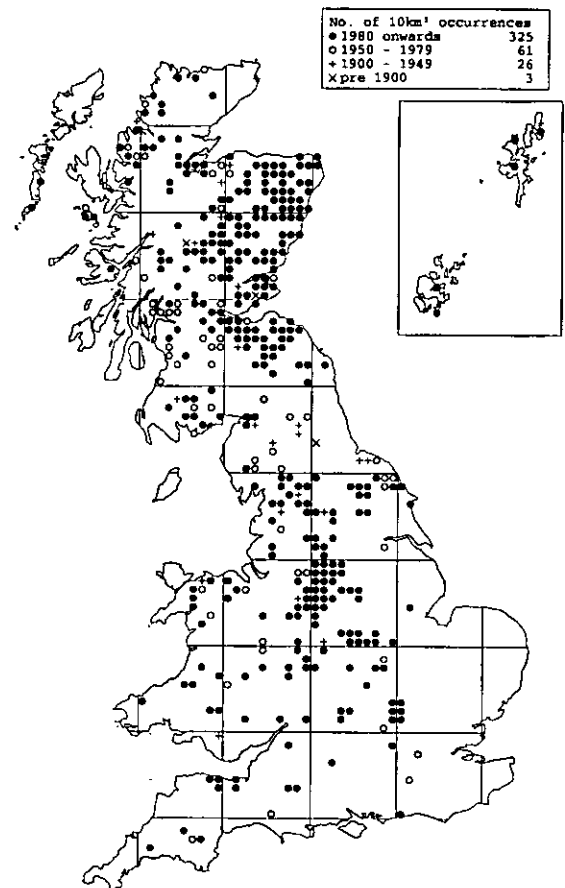 No. of 10km² occurrences
● 1980 onwards 325
○ 1950 - 1979 61
+ 1900 - 1949 26
× pre 1900 3